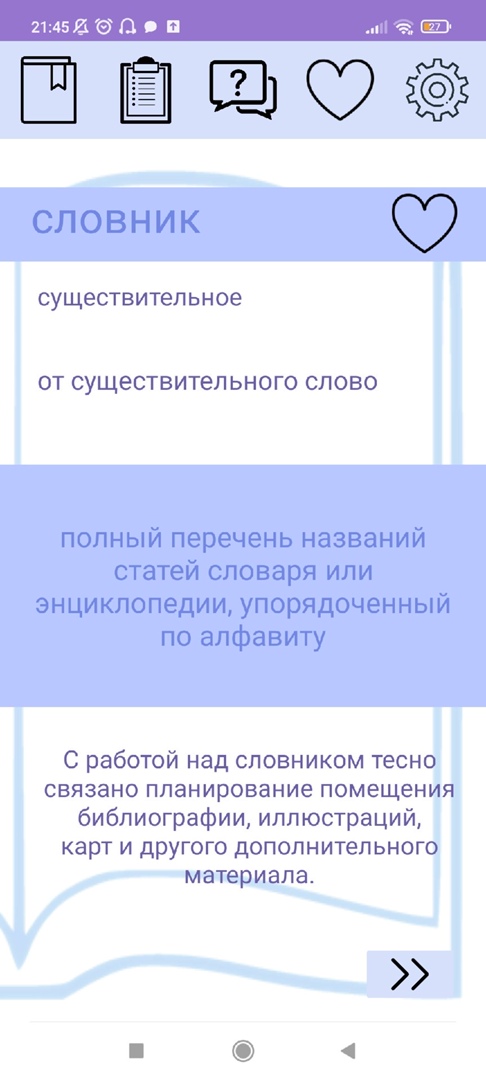 21:45
27
?
словник
существительное
от существительного слово
полный перечень названий
статей словаря или
энциклопедии, упорядоченный
по алфавиту
С работой над словником тесно
связано планирование помещения
библиографии, иллюстраций,
карт и другого дополнительного
материала.